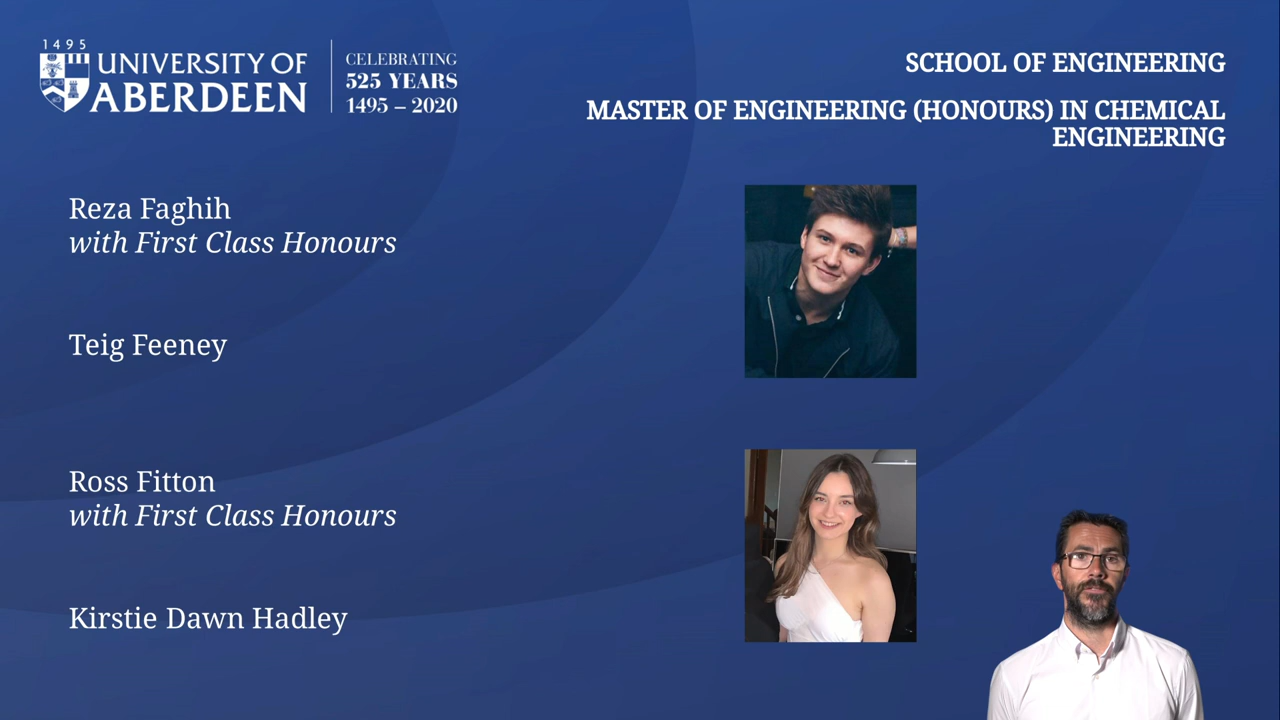 1495
UNIVERSITY OF
ABERDEEN
CELEBRATING
525 YEARS
1495 – 2020
SCHOOL OF ENGINEERING
MASTER OF ENGINEERING (HONOURS) IN CHEMICAL
ENGINEERING
Reza Faghih
with First Class Honours
Teig Feeney
Ross Fitton
with First Class Honours
Kirstie Dawn Hadley